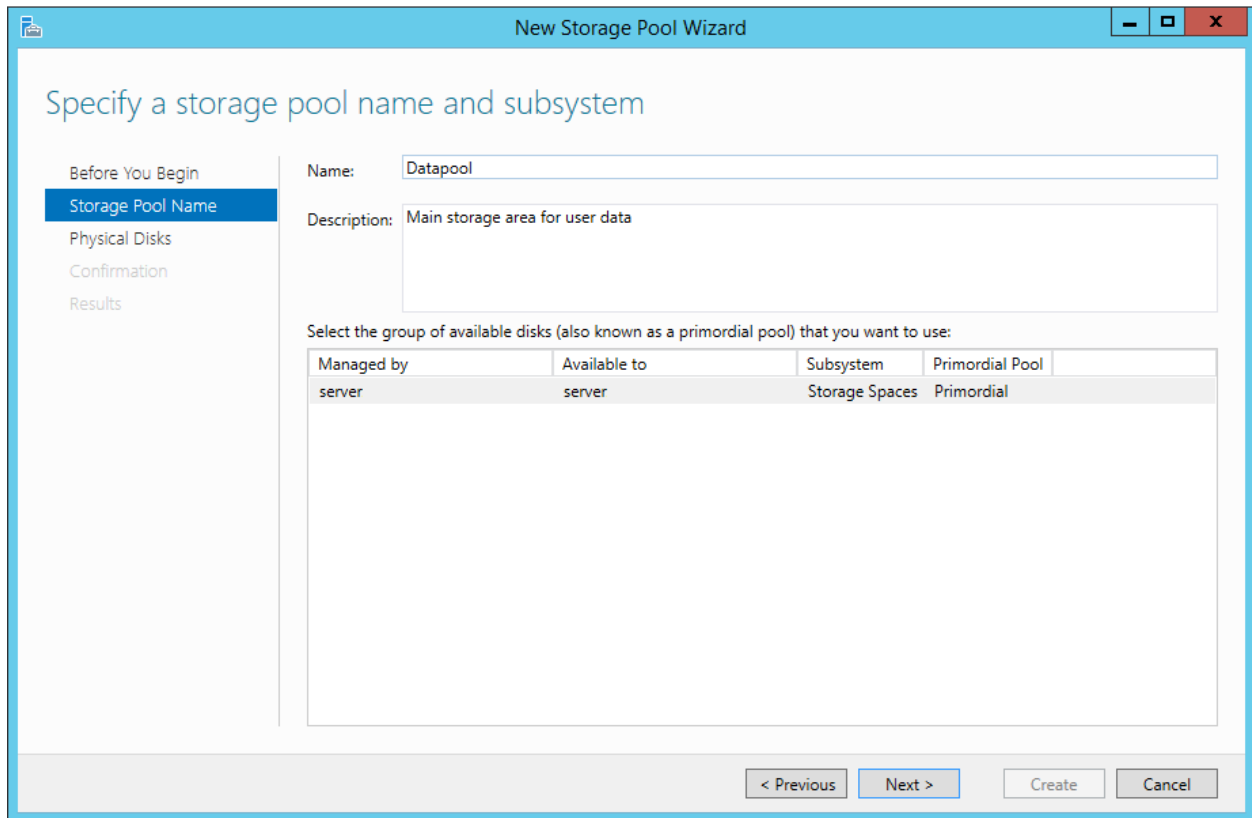 New Storage Pool Wizard
Specify a storage pool name and subsystem
Before You Begin
Storage Pool Name
Physical Disks
Confirmation
Results
Name: Datapool
Description: Main storage area for user data
Select the group of available disks (also known as a primordial pool) that you want to use:
Managed by Available to Subsystem Primordial Pool
server server Storage Spaces Primordial
< Previous Next > Create Cancel